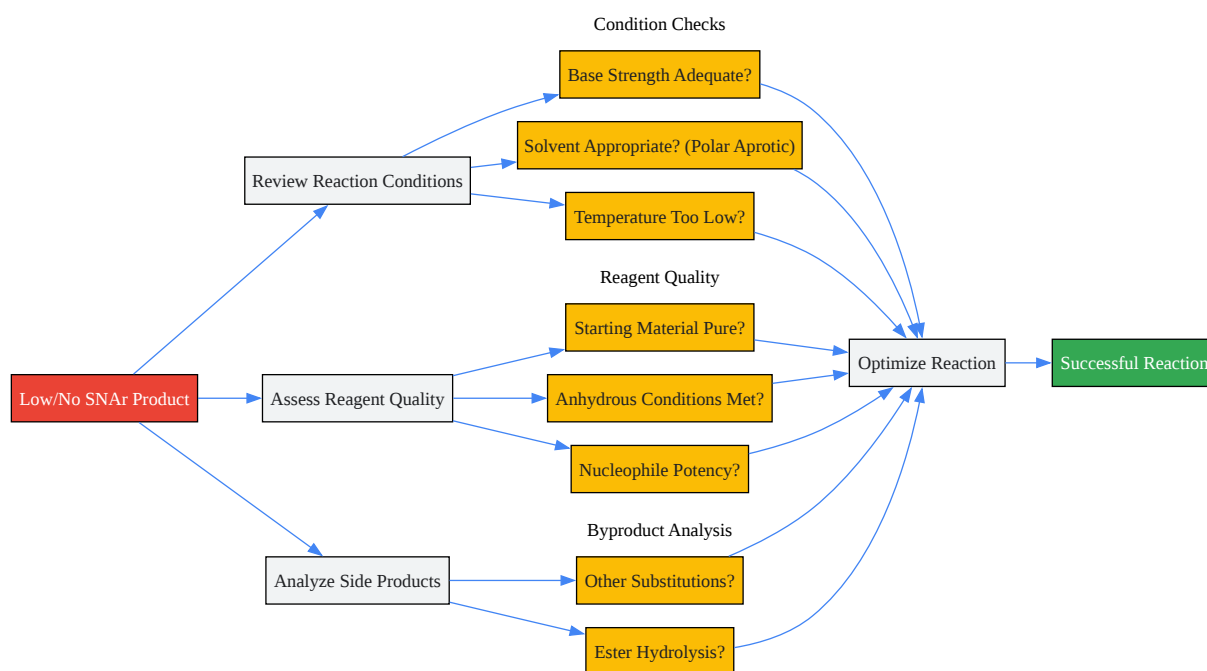 Condition Checks
Base Strength Adequate?
Solvent Appropriate? (Polar Aprotic)
Review Reaction Conditions
Temperature Too Low?
Reagent Quality
Starting Material Pure?
Optimize Reaction
Successful Reaction
Low/No SNAr Product
Assess Reagent Quality
Anhydrous Conditions Met?
Nucleophile Potency?
Byproduct Analysis
Analyze Side Products
Other Substitutions?
Ester Hydrolysis?